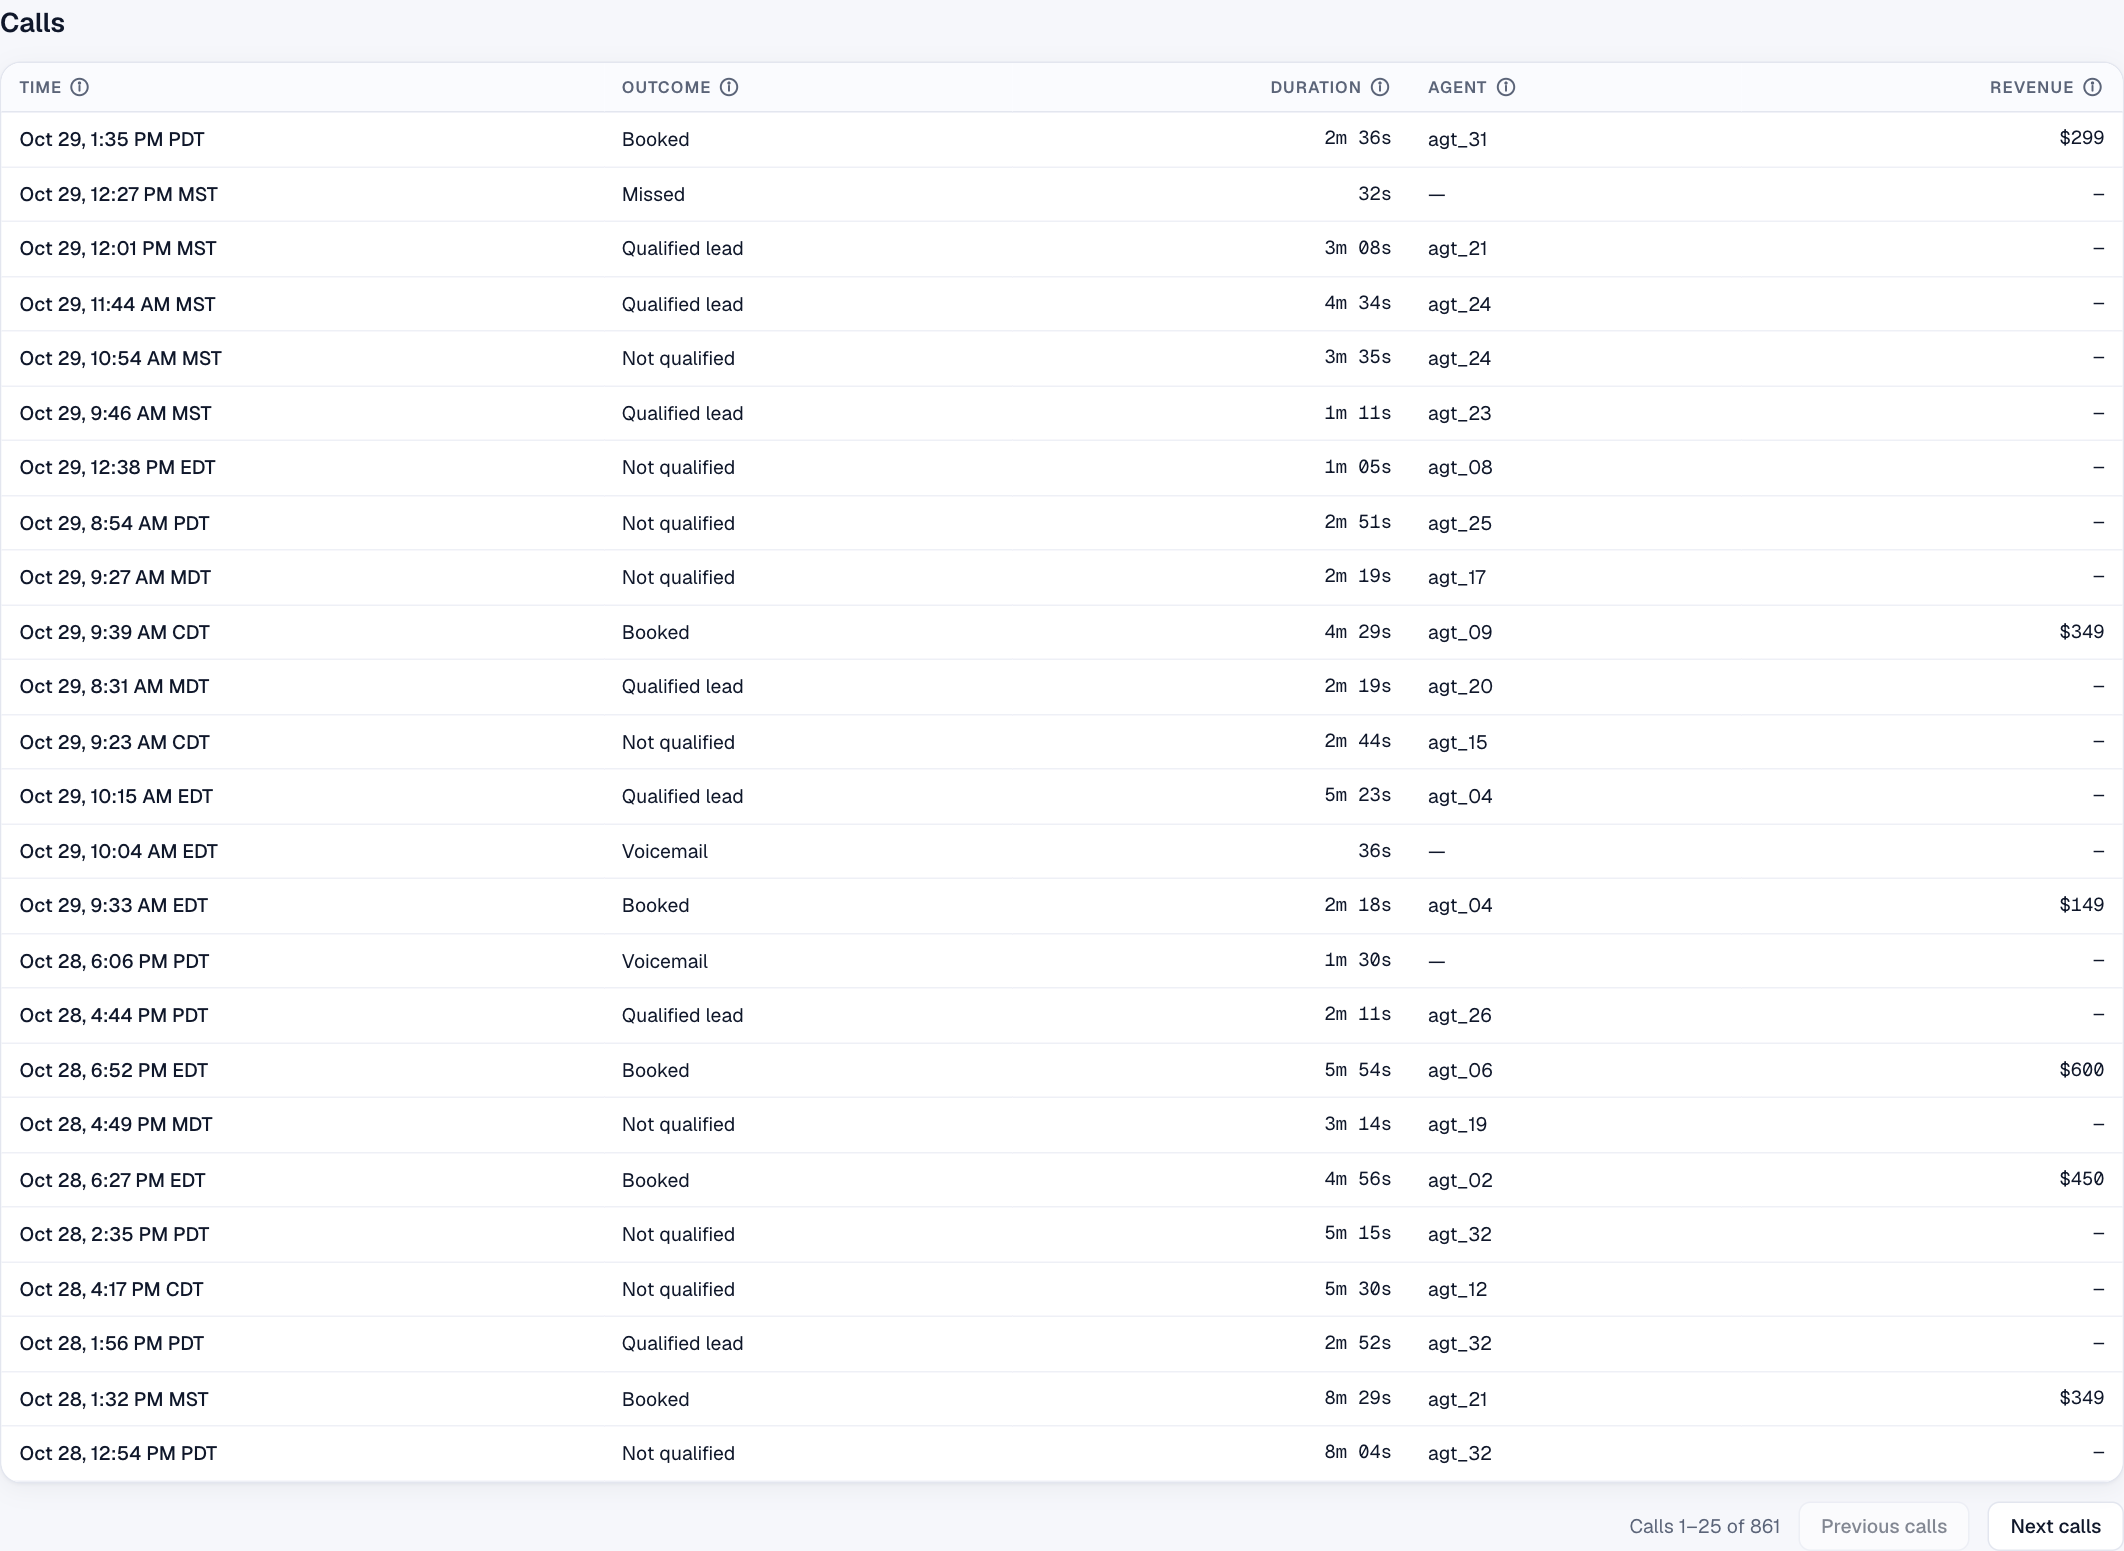 Calls
TIME OUTCOME DURATION AGENT REVENUE
Oct 29, 1:35 PM PDT Booked 2m 36s agt_31 $299
Oct 29, 12:27 PM MST Missed 32s — –
Oct 29, 12:01 PM MST Qualified lead 3m 08s agt_21 –
Oct 29, 11:44 AM MST Qualified lead 4m 34s agt_24 –
Oct 29, 10:54 AM MST Not qualified 3m 35s agt_24 –
Oct 29, 9:46 AM MST Qualified lead 1m 11s agt_23 –
Oct 29, 12:38 PM EDT Not qualified 1m 05s agt_08 –
Oct 29, 8:54 AM PDT Not qualified 2m 51s agt_25 –
Oct 29, 9:27 AM MDT Not qualified 2m 19s agt_17 –
Oct 29, 9:39 AM CDT Booked 4m 29s agt_09 $349
Oct 29, 8:31 AM MDT Qualified lead 2m 19s agt_20 –
Oct 29, 9:23 AM CDT Not qualified 2m 44s agt_15 –
Oct 29, 10:15 AM EDT Qualified lead 5m 23s agt_04 –
Oct 29, 10:04 AM EDT Voicemail 36s — –
Oct 29, 9:33 AM EDT Booked 2m 18s agt_04 $149
Oct 28, 6:06 PM PDT Voicemail 1m 30s — –
Oct 28, 4:44 PM PDT Qualified lead 2m 11s agt_26 –
Oct 28, 6:52 PM EDT Booked 5m 54s agt_06 $600
Oct 28, 4:49 PM MDT Not qualified 3m 14s agt_19 –
Oct 28, 6:27 PM EDT Booked 4m 56s agt_02 $450
Oct 28, 2:35 PM PDT Not qualified 5m 15s agt_32 –
Oct 28, 4:17 PM CDT Not qualified 5m 30s agt_12 –
Oct 28, 1:56 PM PDT Qualified lead 2m 52s agt_32 –
Oct 28, 1:32 PM MST Booked 8m 29s agt_21 $349
Oct 28, 12:54 PM PDT Not qualified 8m 04s agt_32 –
Calls 1–25 of 861 Previous calls Next calls